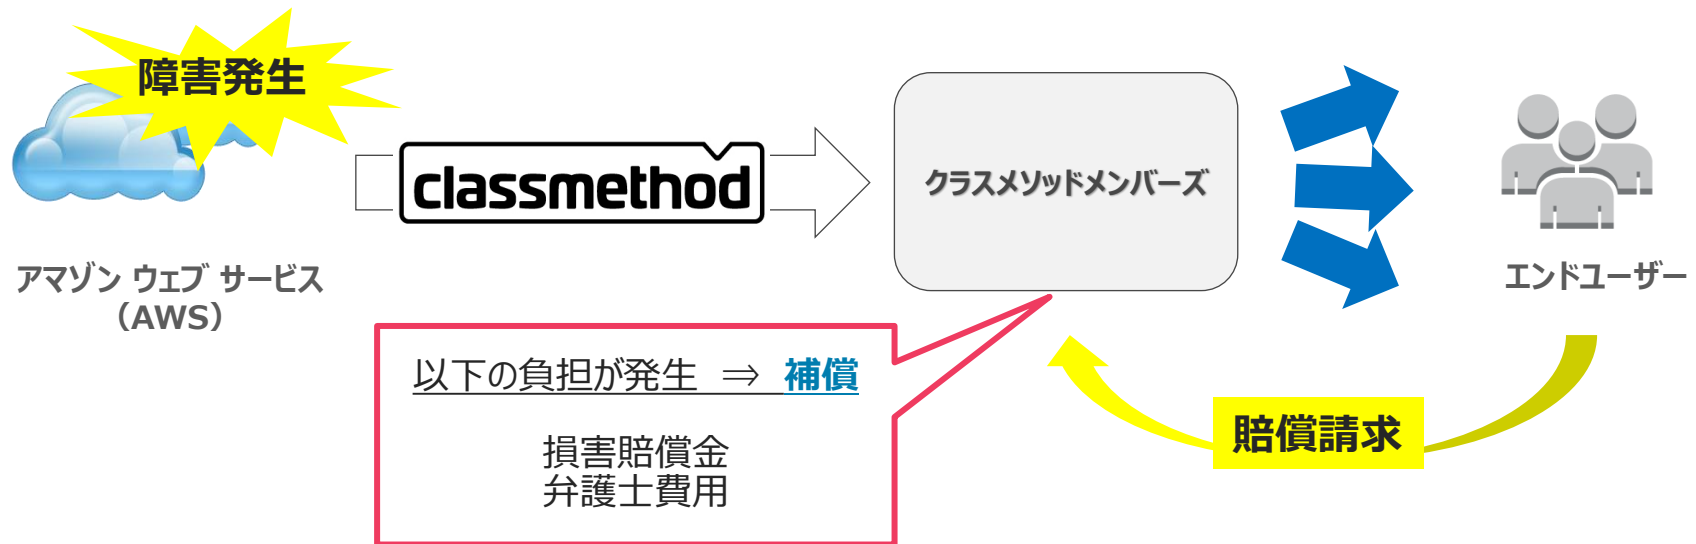 障害発生
アマゾン ウェブ サービス
（AWS）
classmethod
クラスメソッドメンバーズ
エンドユーザー
以下の負担が発生 ⇒ 補償
損害賠償金
弁護士費用
賠償請求